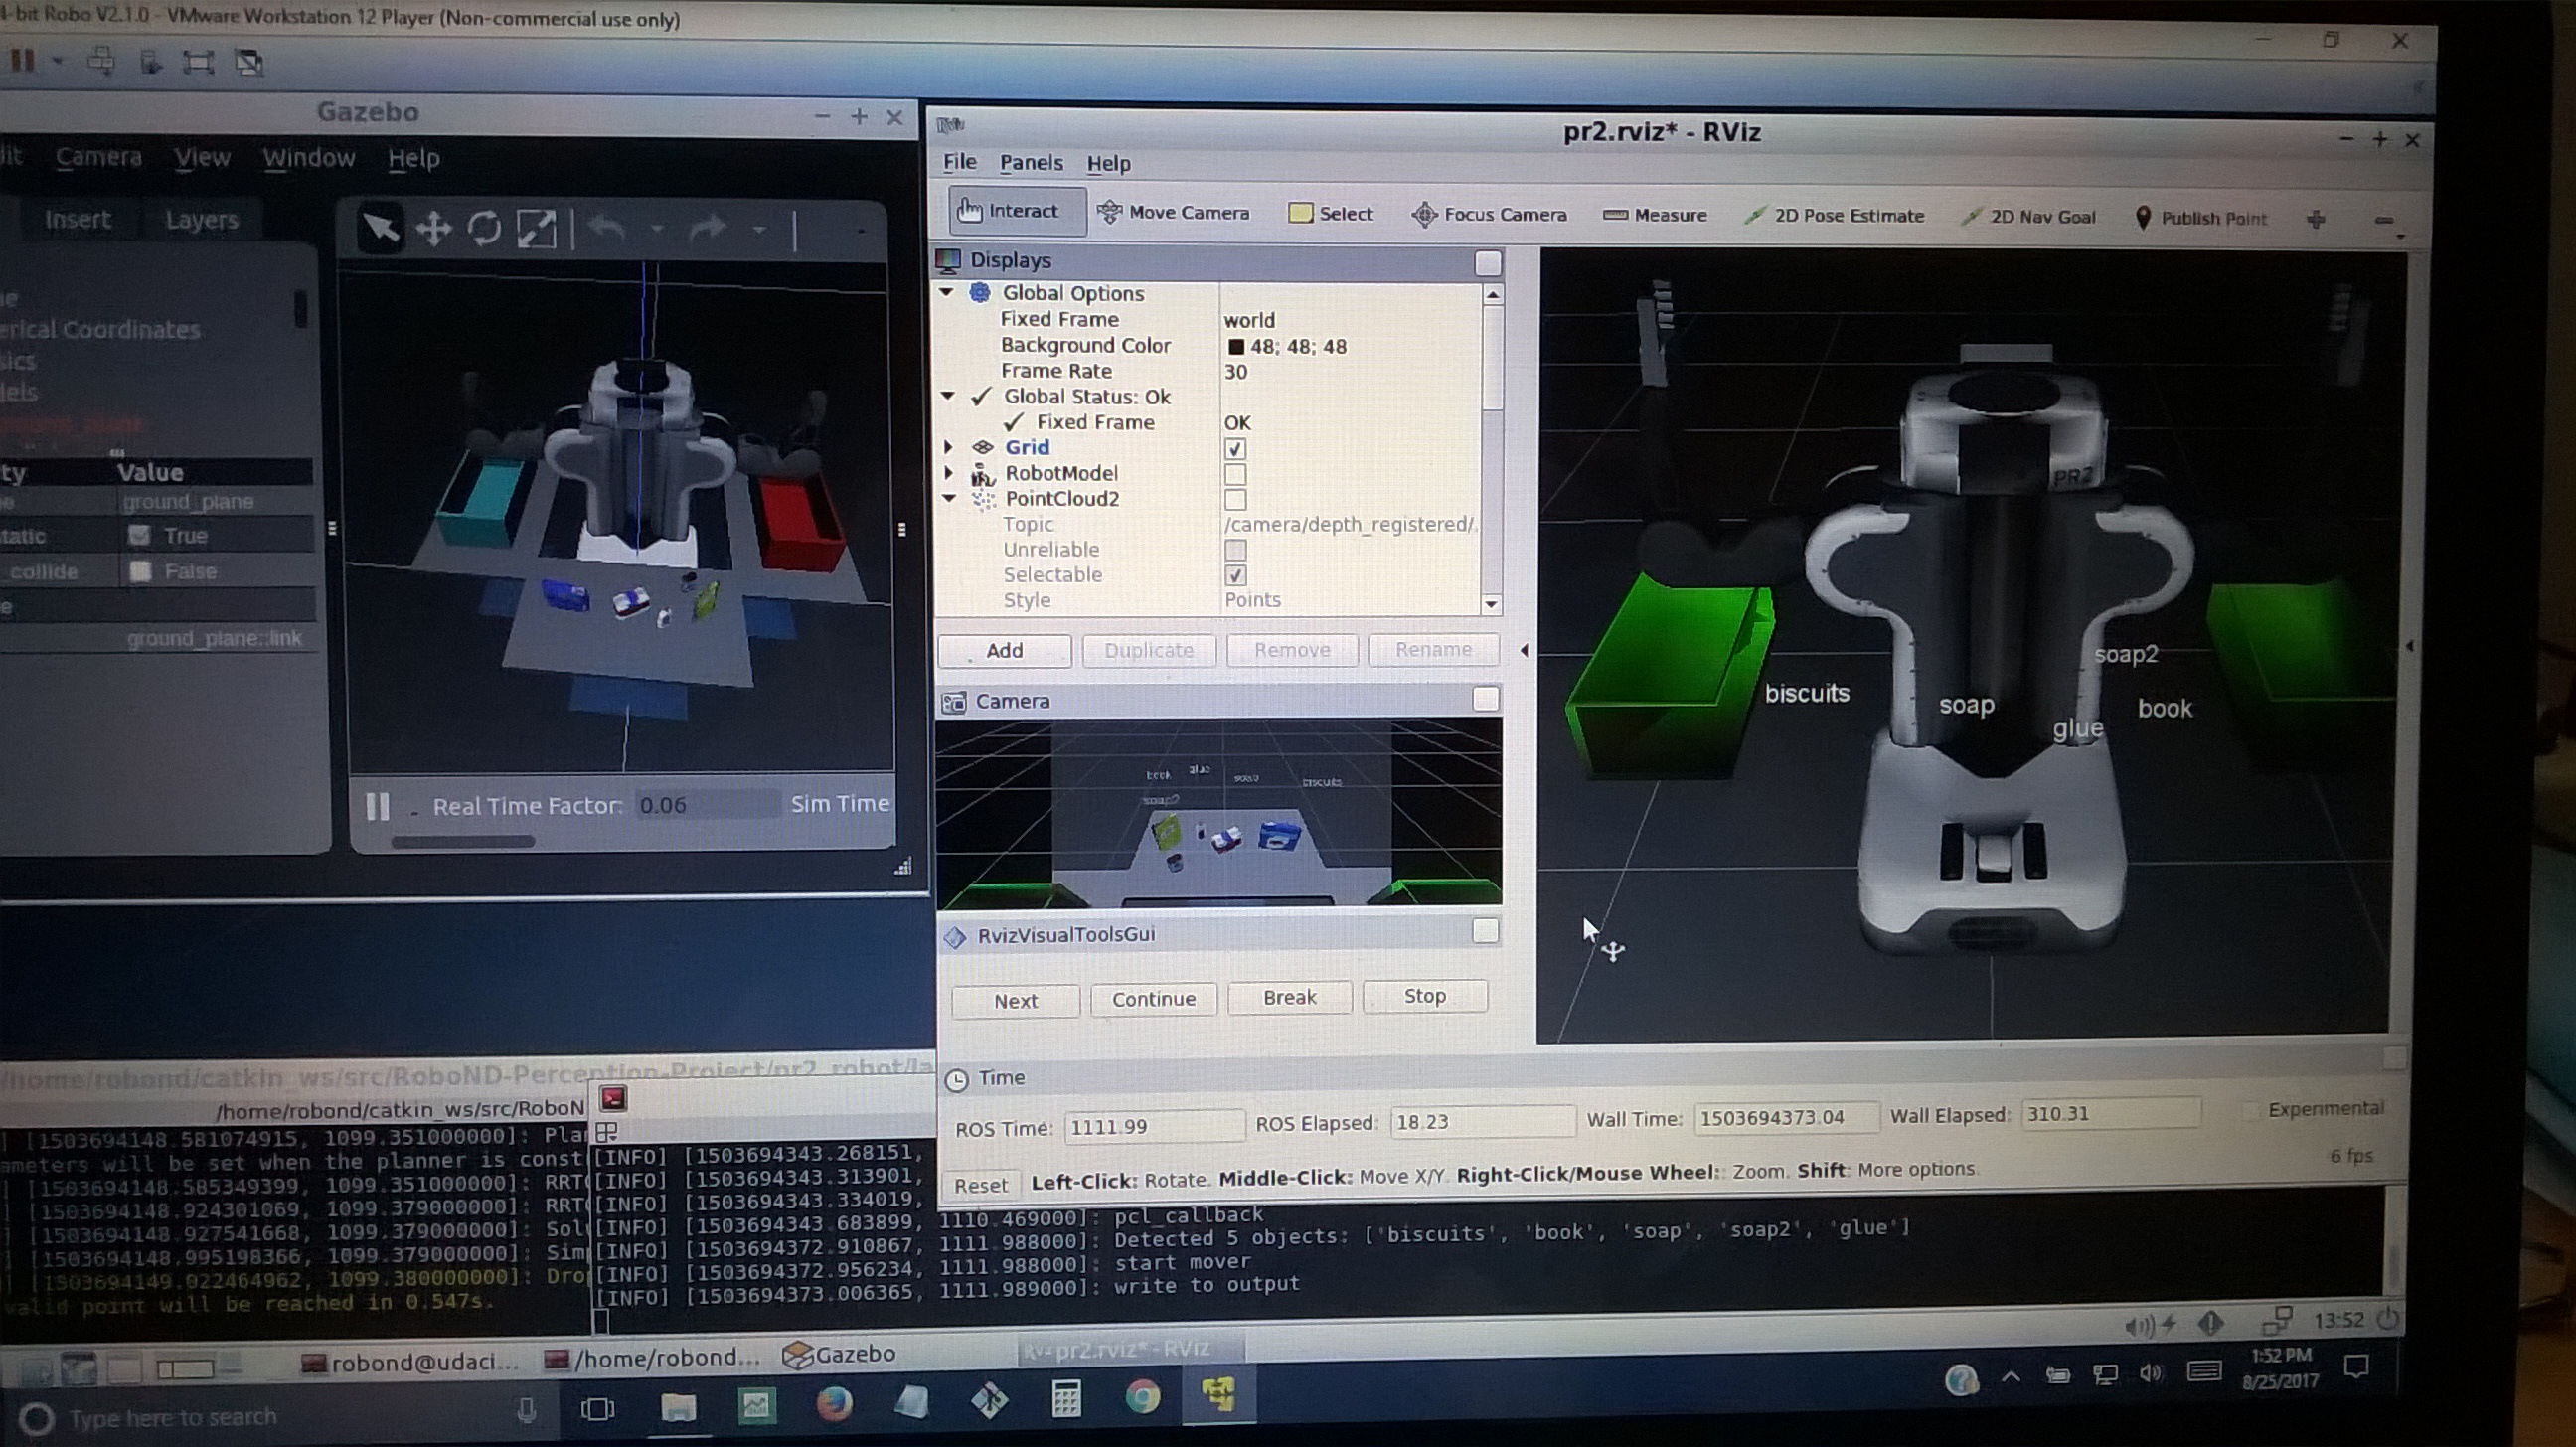 4-bit Robo V2.1.0 - VMware Workstation 12 Player (Non-commercial use only)
Gazebo
Camera View Window Help
Insert Layers
erical Coordinates
Value
ground_plane
True
collide False
ground_plane::link
Real Time Factor: 0.06 Sim Time
pr2.rviz* - RViz
File Panels Help
Interact Move Camera Select Focus Camera Measure 2D Pose Estimate 2D Nav Goal Publish Point
Displays
Global Options
Fixed Frame world
Background Color 48; 48; 48
Frame Rate 30
Global Status: Ok
Fixed Frame OK
Grid
RobotModel
PointCloud2
Topic /camera/depth_registered/.
Unreliable
Selectable
Style Points
Add Duplicate Remove Rename
Camera
book glue soap biscuits
soap2
RvizVisualToolsGui
Next Continue Break Stop
PR2
soap2
biscuits soap book
glue
Time
ROS Time: 1111.99 ROS Elapsed: 18.23 Wall Time: 1503694373.04 Wall Elapsed: 310.31 Experimental
Reset Left-Click: Rotate. Middle-Click: Move X/Y. Right-Click/Mouse Wheel:: Zoom. Shift: More options. 6 fps
/home/robond/catkin_ws/src/RoboND-Perception-Project/pr2_robot/la
/home/robond/catkin_ws/src/RoboN
] [1503694148.581074915, 1099.351000000]: Pla
ameters will be set when the planner is const
] [1503694148.585349399, 1099.351000000]: RRT
] [1503694148.924301069, 1099.379000000]: RRT
] [1503694148.927541668, 1099.379000000]: Sol
] [1503694148.995198366, 1099.379000000]: Sim
] [1503694149.022464962, 1099.380000000]: Dro
valid point will be reached in 0.547s.
[INFO] [1503694343.268151,
[INFO] [1503694343.313901,
[INFO] [1503694343.334019,
[INFO] [1503694343.683899, 1110.469000]: pcl_callback
[INFO] [1503694372.910867, 1111.988000]: Detected 5 objects: ['biscuits', 'book', 'soap', 'soap2', 'glue']
[INFO] [1503694372.956234, 1111.988000]: start mover
[INFO] [1503694373.006365, 1111.989000]: write to output
robond@udaci... /home/robond... Gazebo pr2.rviz* - RViz 13:52
Type here to search
1:52 PM
8/25/2017